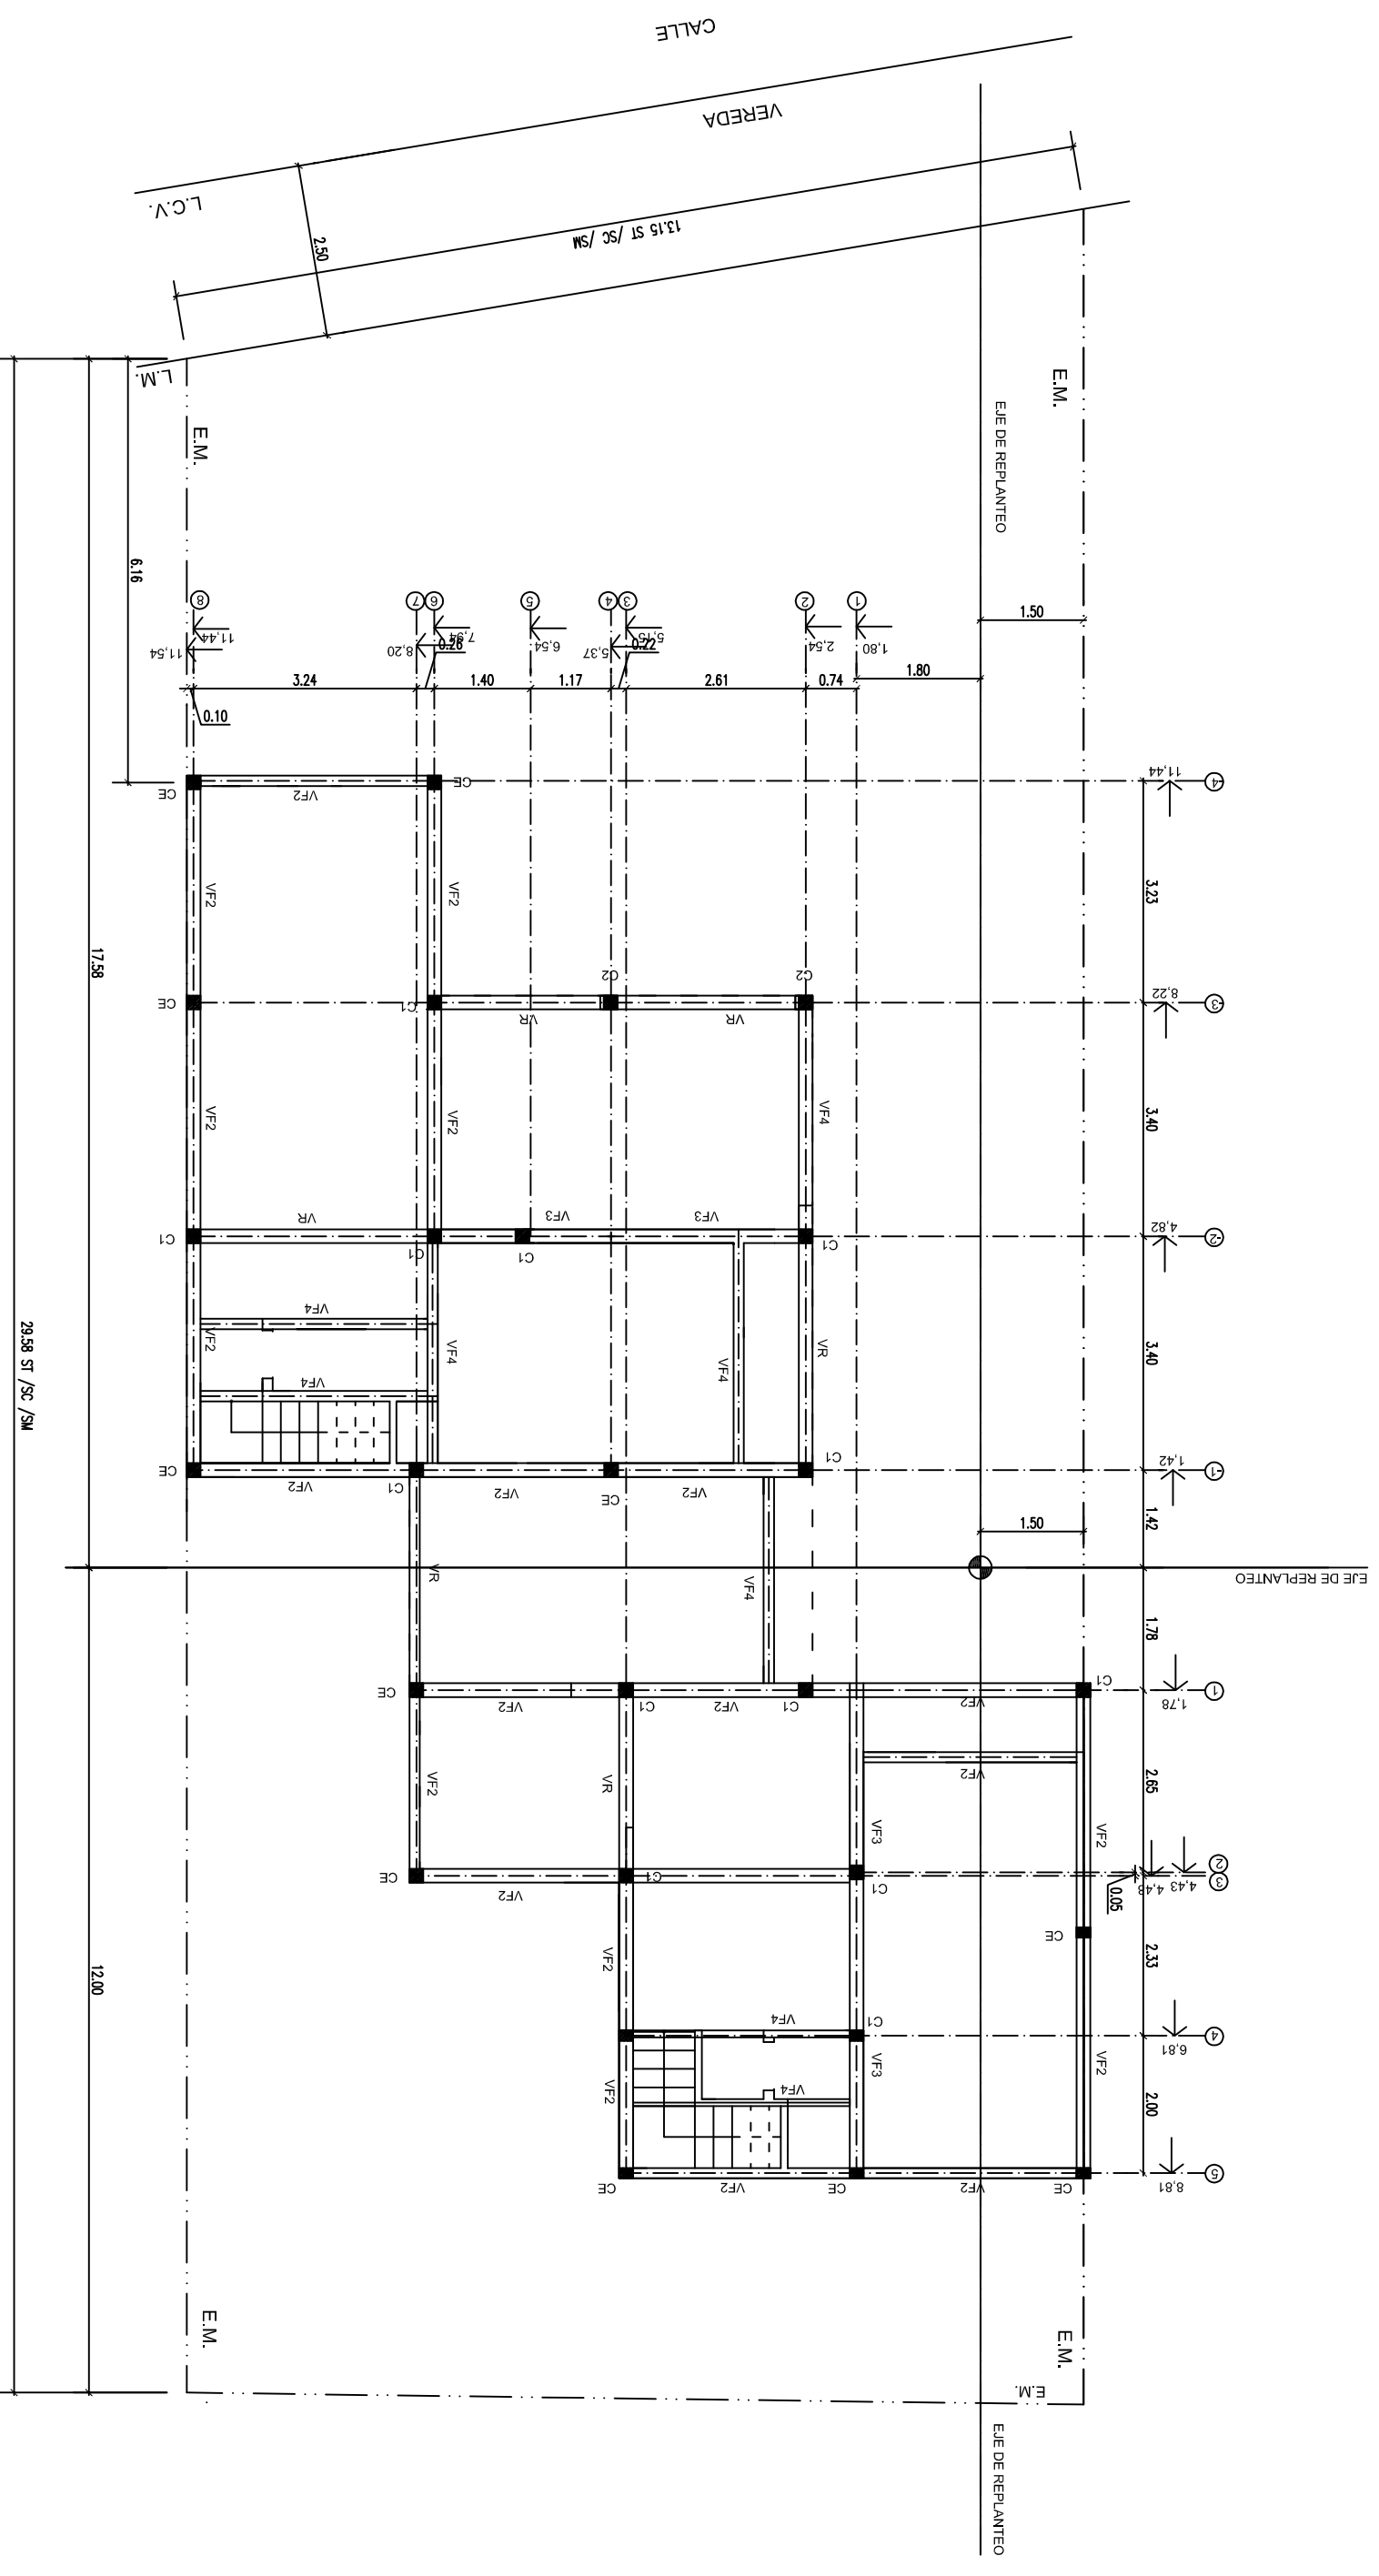 CALLE
VEREDA
L.C.V.
2.50
13.15 ST /SC /SM
L.M.
E.M.
E.M.
EJE DE REPLANTEO
6.16
8
7
6
5
4
3
2
1
1.50
11,44
11,54
8,20
7,94
0.26
6,54
5,37
5,15
0.22
2,54
1,80
1.80
3.24
1.40
1.17
2.61
0.74
0.10
11,44
-4
CE
VF2
CE
VF2
VF2
3.23
17.58
CE
C1
C2
C2
8,22
-3
VR
VR
VF2
VF2
VF4
3.40
VR
VF3
VF3
C1
C1
C1
C1
4,82
-2
VF4
VF2
VF4
VF4
VR
3.40
VF4
29.58 ST /SC /SM
CE
VF2
C1
VF2
CE
VF2
C1
1,42
-1
1.42
1.50
EJE DE REPLANTEO
VR
VF4
1.78
CE
VF2
C1
VF2
C1
VF2
C1
1,78
1
VF2
VR
VF2
2.65
VF3
VF2
CE
VF2
C1
C1
2
3
4,48
4,43
0.05
CE
VF2
2.33
12.00
VF4
C1
4
6,81
VF2
VF4
VF3
VF2
2.00
CE
VF2
CE
VF2
CE
8,81
5
E.M.
E.M.
E.M.
EJE DE REPLANTEO